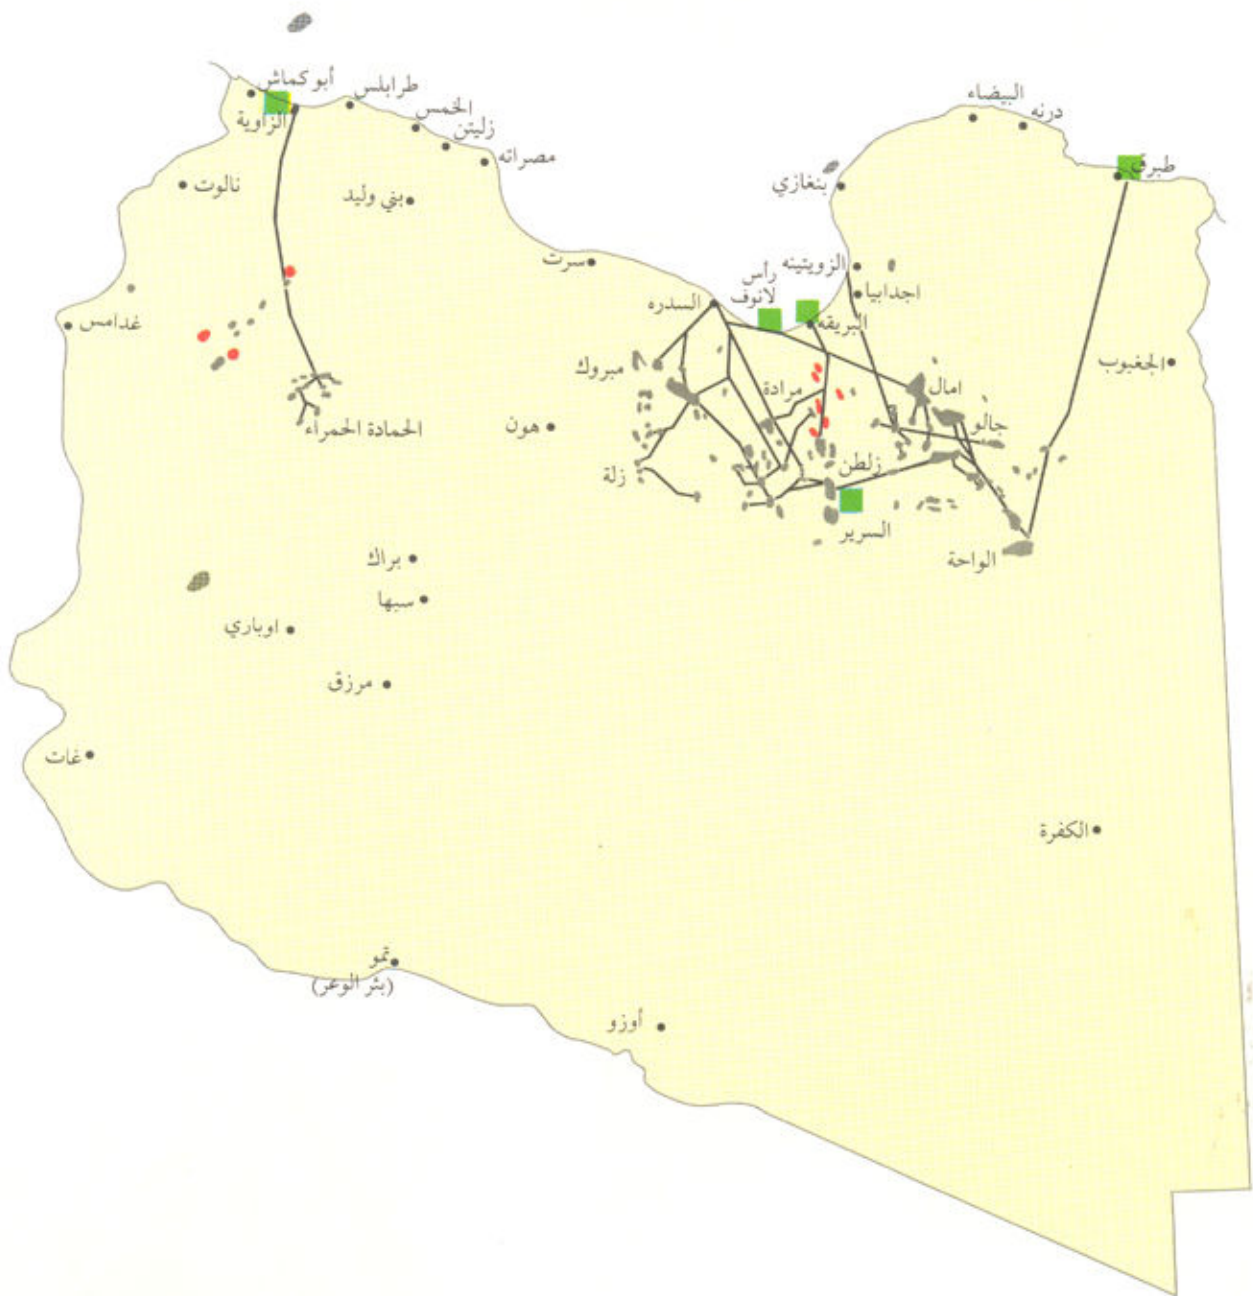 أبو كماش
طرابلس
الزاوية
الخمس
زليتن
مصراته
البيضاء
درنه
طبرق
نالوت
بني وليد
بنغازي
سرت
الزويتينه
رأس
لانوف
اجدابيا
السدره
البريقه
غدامس
الجغبوب
مبروك
مرادة
امال
جالو
الحمادة الحمراء
هون
زلة
زلطن
السرير
الواحة
براك
سبها
اوباري
مرزق
غات
الكفرة
تمو
(بئر الوعر)
أوزو